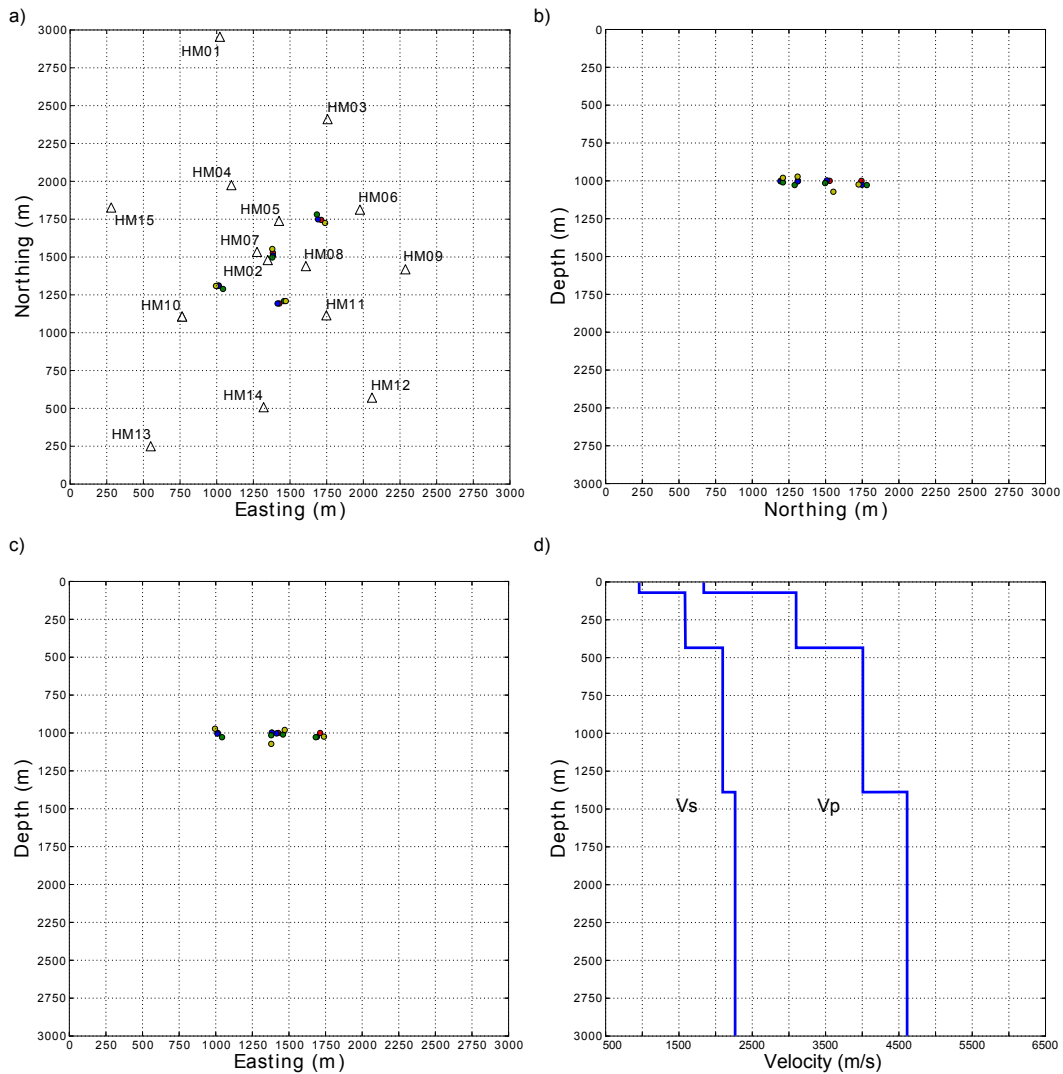 a)
3000
2750
2500
2250
2000
1750
1500
1250
1000
750
500
250
0
Northing (m)
HM01
HM03
HM04
HM06
HM15
HM05
HM07
HM02
HM08
HM09
HM10
HM11
HM14
HM12
HM13
0 250 500 750 1000 1250 1500 1750 2000 2250 2500 2750 3000
Easting (m)
b)
0
250
500
750
1000
1250
1500
1750
2000
2250
2500
2750
3000
Depth (m)
0 250 500 750 1000 1250 1500 1750 2000 2250 2500 2750 3000
Northing (m)
c)
0
250
500
750
1000
1250
1500
1750
2000
2250
2500
2750
3000
Depth (m)
0 250 500 750 1000 1250 1500 1750 2000 2250 2500 2750 3000
Easting (m)
d)
0
250
500
750
1000
1250
1500
1750
2000
2250
2500
2750
3000
Depth (m)
Vs Vp
500 1500 2500 3500 4500 5500 6500
Velocity (m/s)